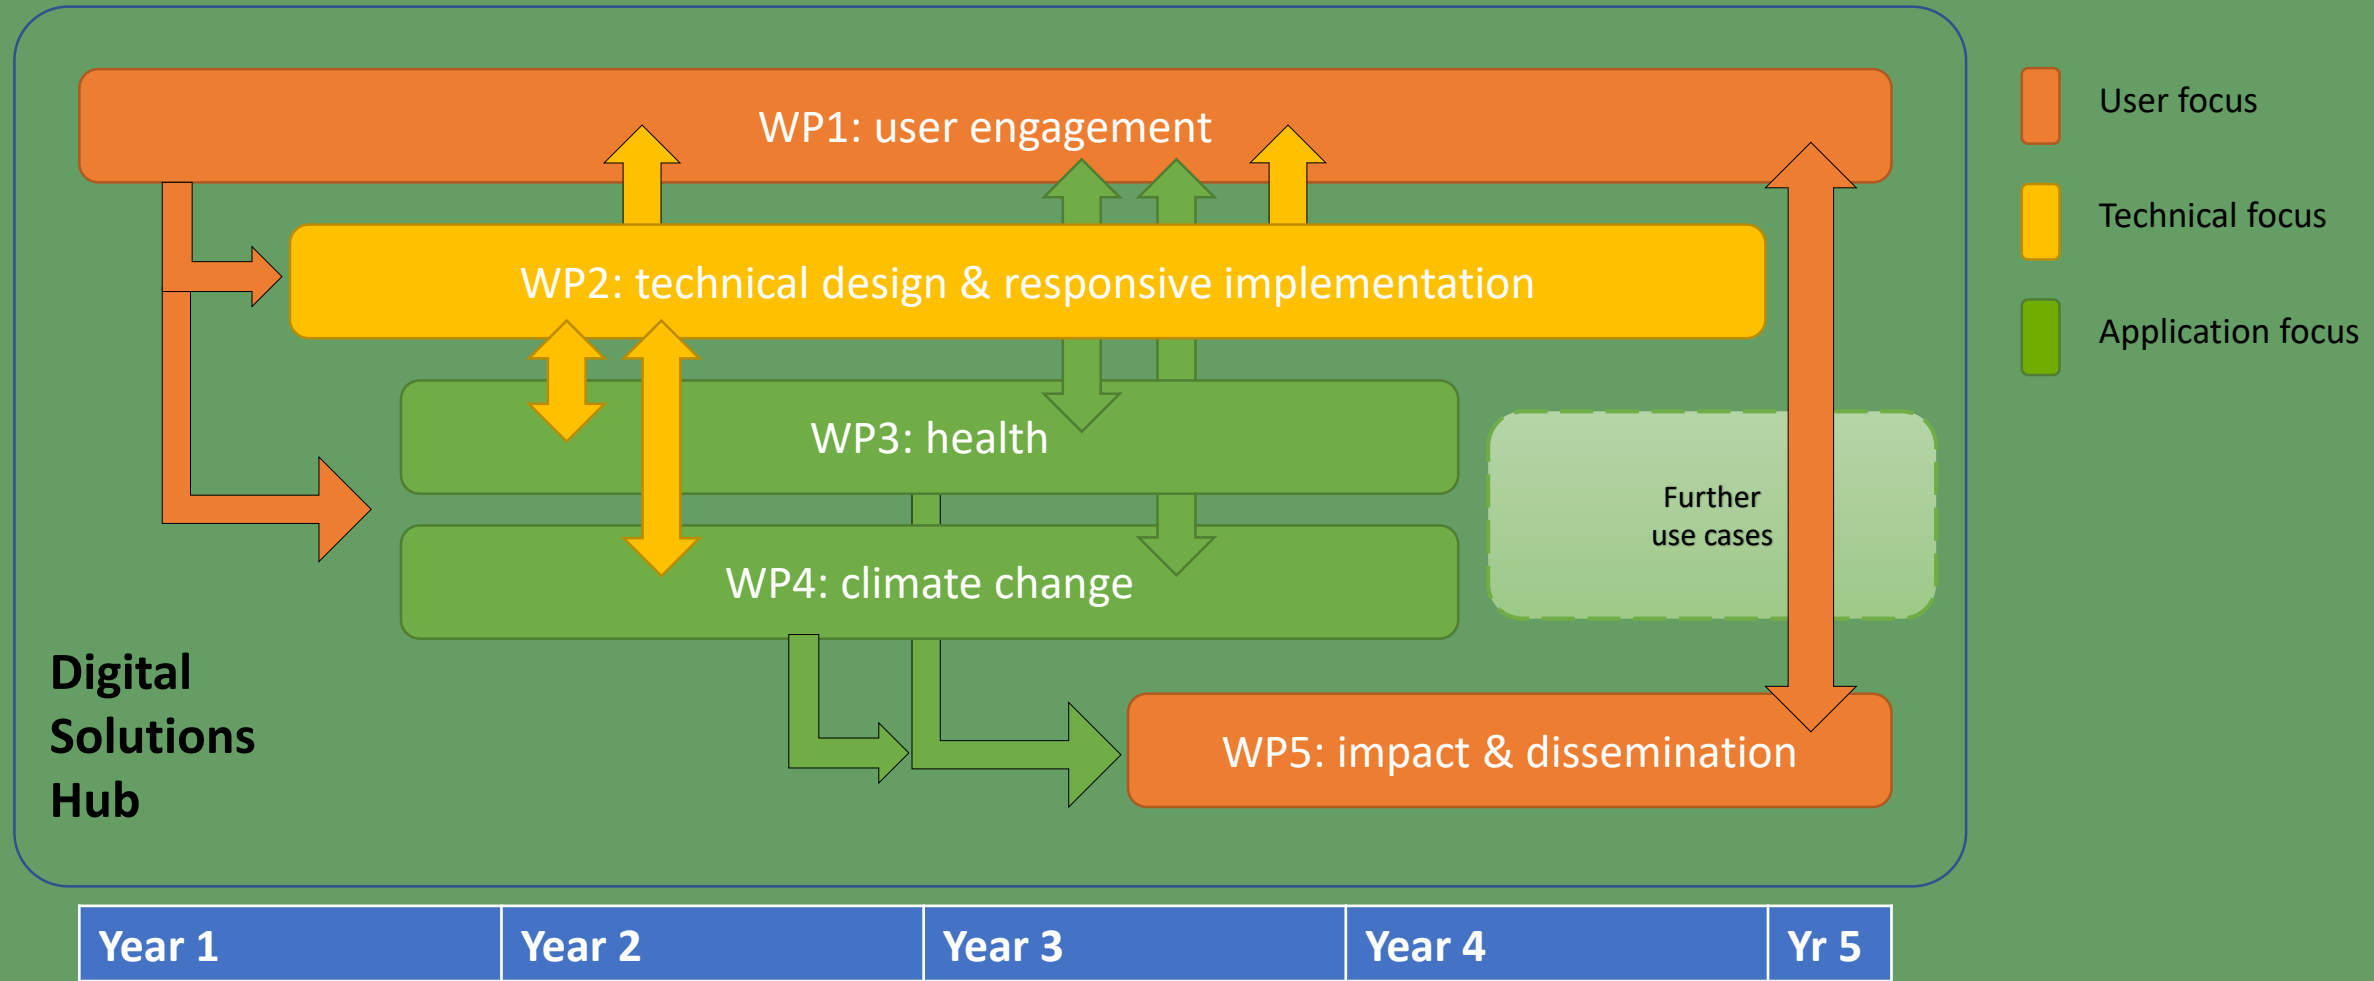 WP1: user engagement
WP2: technical design & responsive implementation
WP3: health
WP4: climate change
Further
use cases
WP5: impact & dissemination
Digital
Solutions
Hub
User focus
Technical focus
Application focus
Year 1
Year 2
Year 3
Year 4
Yr 5